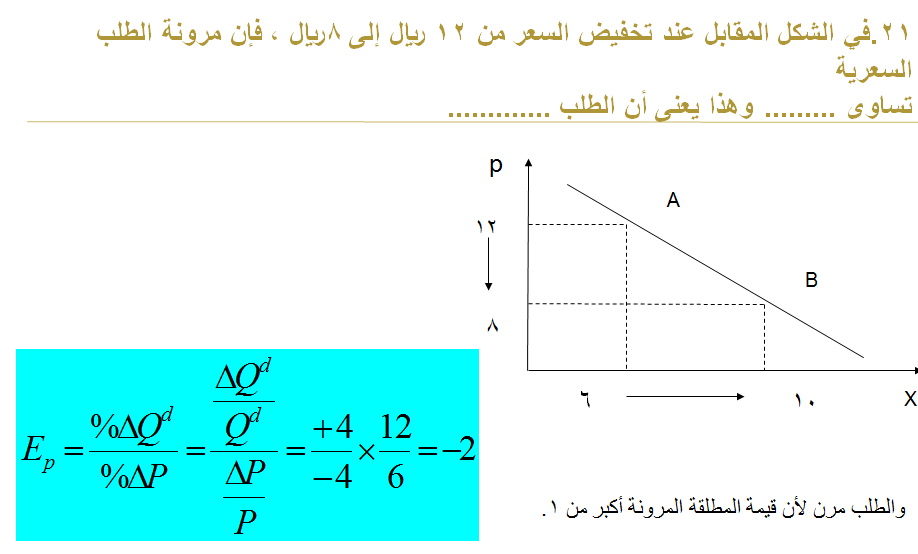 ٢١.في الشكل المقابل عند تخفيض السعر من ١٢ ريال إلى ٨ريال ، فإن مرونة الطلب
السعرية
تساوى ......... وهذا يعنى أن الطلب .............
p
A
١٢
B
٨
٦
١٠
X
E_p = %ΔQ^d / %ΔP = (ΔQ^d / Q^d) / (ΔP / P) = +4/-4 × 12/6 = -2
والطلب مرن لأن قيمة المطلقة المرونة أكبر من ١.